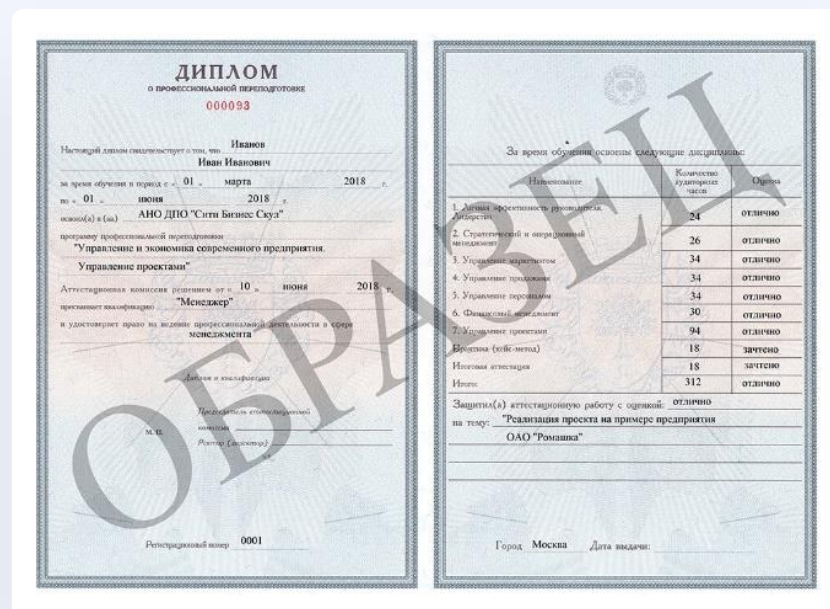 ДИПЛОМ
О ПРОФЕССИОНАЛЬНОЙ ПЕРЕПОДГОТОВКЕ
000093
Настоящий диплом свидетельствует о том, что Иванов
Иван Иванович
за время обучения в период с « 01 » марта 2018 г.
по « 01 » июня 2018 г.
освоил(а) в (на) АНО ДПО "Сити Бизнес Скул"
программу профессиональной переподготовки
"Управление и экономика современного предприятия.
Управление проектами"
Аттестационная комиссия решением от « 10 » июня 2018 г.
присваивает квалификацию "Менеджер"
и удостоверяет право на ведение профессиональной деятельности в сфере
менеджмента
Диплом о квалификации
Председатель аттестационной
М. П. комиссии
Ректор (директор)
Регистрационный номер 0001
За время обучения освоены следующие дисциплины:
Наименование Количество аудиторных часов Оценка
1. Личная эффективность руководителя.
Лидерство 24 отлично
2. Стратегический и операционный
менеджмент 26 отлично
3. Управление маркетингом 34 отлично
4. Управление продажами 34 отлично
5. Управление персоналом 34 отлично
6. Финансовый менеджмент 30 отлично
7. Управление проектами 94 отлично
Практика (кейс-метод) 18 зачтено
Итоговая аттестация 18 зачтено
Итого: 312 отлично
Защитил(а) аттестационную работу с оценкой: отлично
на тему: "Реализация проекта на примере предприятия
ОАО "Ромашка"
Город Москва Дата выдачи:
ОБРАЗЕЦ